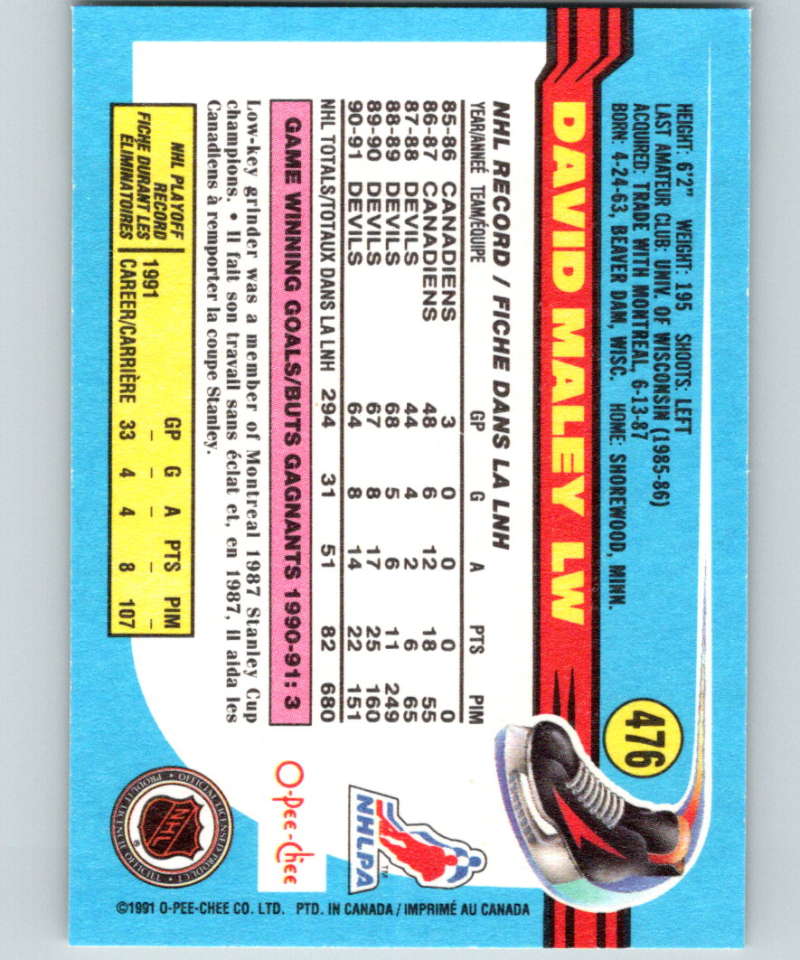 476
DAVID MALEY LW
HEIGHT: 6'2" WEIGHT: 195 SHOOTS: LEFT
LAST AMATEUR CLUB: UNIV. OF WISCONSIN (1985-86)
ACQUIRED: TRADE WITH MONTREAL, 6-13-87
BORN: 4-24-63, BEAVER DAM, WISC. HOME: SHOREWOOD, MINN.
NHL RECORD / FICHE DANS LA LNH
YEAR/ANNÉE TEAM/ÉQUIPE GP G A PTS PIM
85-86 CANADIENS 3 0 0 0 0
86-87 CANADIENS 48 6 12 18 55
87-88 DEVILS 44 4 2 6 65
88-89 DEVILS 68 5 6 11 249
89-90 DEVILS 67 8 17 25 160
90-91 DEVILS 64 8 14 22 151
NHL TOTALS/TOTAUX DANS LA LNH 294 31 51 82 680
GAME WINNING GOALS/BUTS GAGNANTS 1990-91: 3
Low-key grinder was a member of Montreal 1987 Stanley Cup
champions. • Il fait son travail sans éclat et, en 1987, il aida les
Canadiens à remporter la coupe Stanley.
NHL PLAYOFF
RECORD
FICHE DURANT LES
ÉLIMINATOIRES
GP G A PTS PIM
1991 – – – – –
CAREER/CARRIÈRE 33 4 4 8 107
NHLPA
TM
O-Pee-Chee
OFFICIAL LICENSED PRODUCT • PRODUIT LICENCIÉ OFFICIEL •
NHL
®
©1991 O-PEE-CHEE CO. LTD. PTD. IN CANADA / IMPRIMÉ AU CANADA